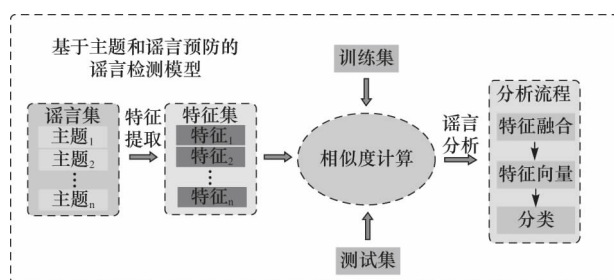 基于主题和谣言预防的
谣言检测模型
谣言集
主题1
主题2
⋮
主题n
特征
提取
特征集
特征1
特征2
⋮
特征n
训练集
相似度计算
测试集
谣言
分析
分析流程
特征融合
特征向量
分类